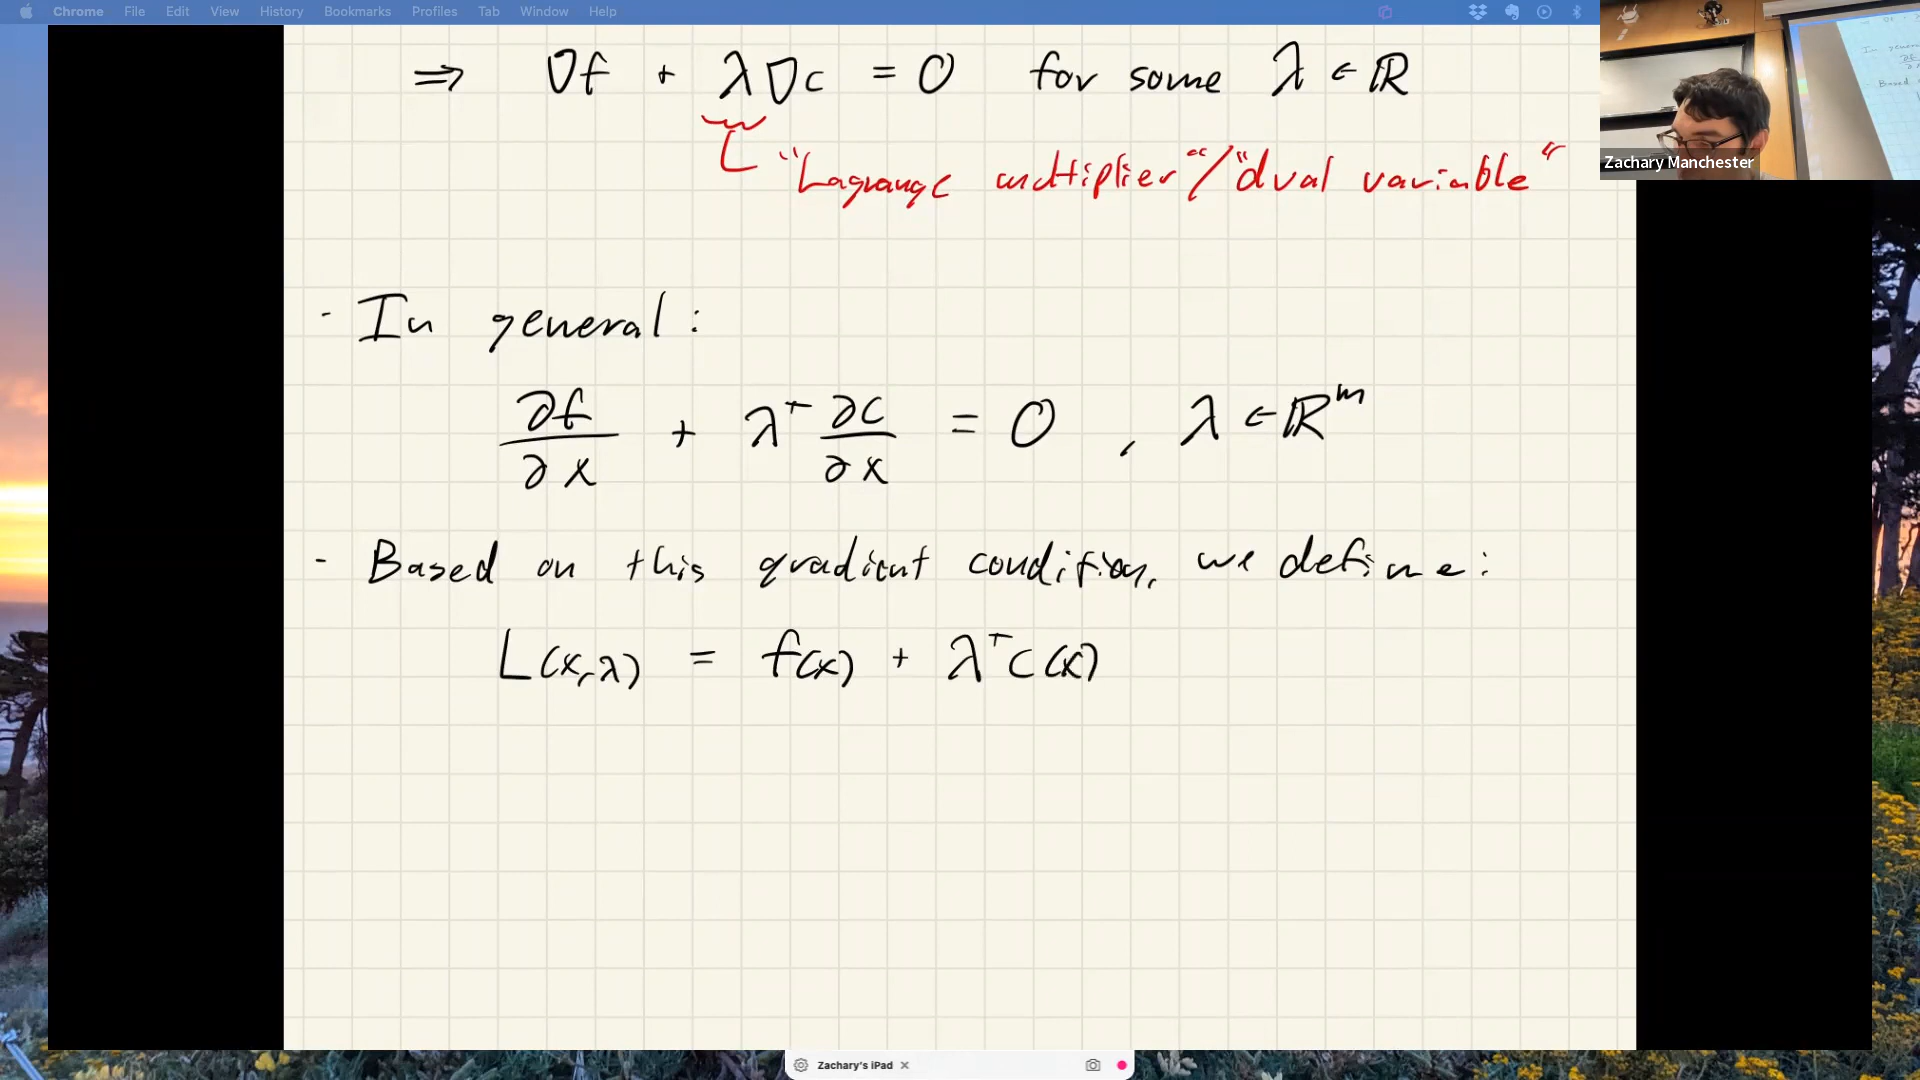 Chrome File Edit View History Bookmarks Profiles Tab Window Help
⇒ ∇f + λ∇c = 0 for some λ ∈ ℝ
"Lagrange multiplier"/"dual variable"
Zachary Manchester
- In general:
∂f/∂x + λᵀ ∂c/∂x = 0 , λ ∈ ℝᵐ
- Based on this gradient condition, we define:
L(x,λ) = f(x) + λᵀc(x)
Zachary's iPad